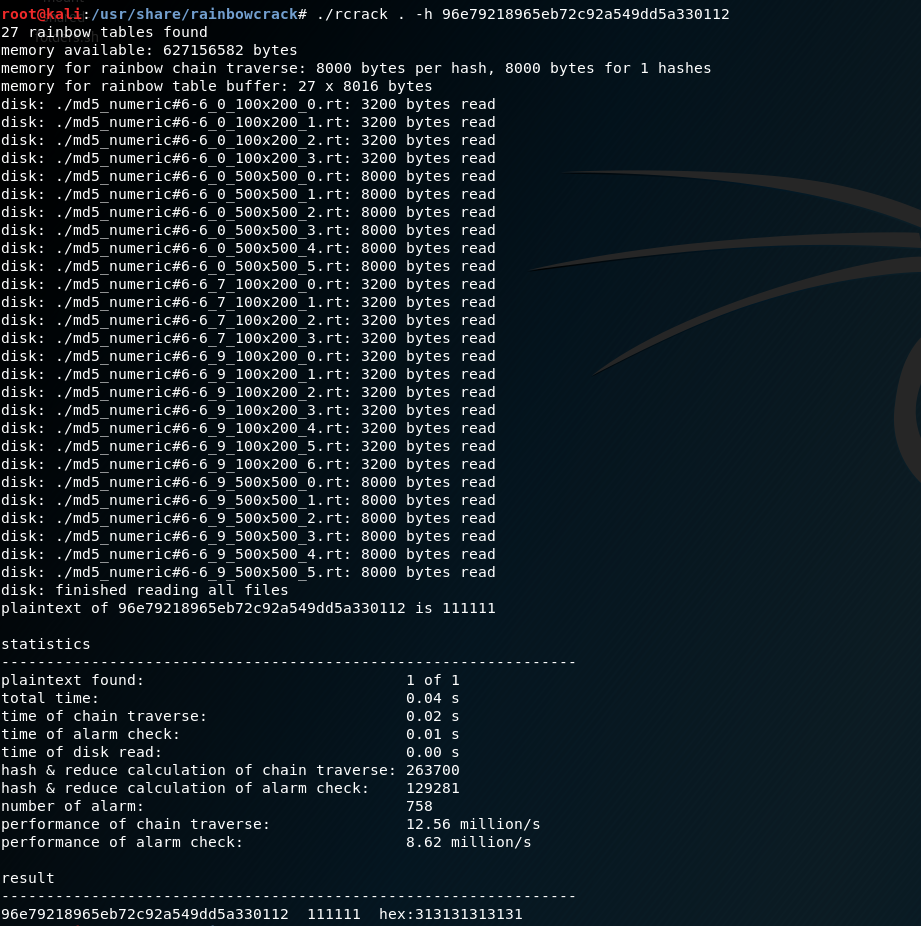 root@kali:/usr/share/rainbowcrack# ./rcrack . -h 96e79218965eb72c92a549dd5a330112
27 rainbow tables found
memory available: 627156582 bytes
memory for rainbow chain traverse: 8000 bytes per hash, 8000 bytes for 1 hashes
memory for rainbow table buffer: 27 x 8016 bytes
disk: ./md5_numeric#6-6_0_100x200_0.rt: 3200 bytes read
disk: ./md5_numeric#6-6_0_100x200_1.rt: 3200 bytes read
disk: ./md5_numeric#6-6_0_100x200_2.rt: 3200 bytes read
disk: ./md5_numeric#6-6_0_100x200_3.rt: 3200 bytes read
disk: ./md5_numeric#6-6_0_500x500_0.rt: 8000 bytes read
disk: ./md5_numeric#6-6_0_500x500_1.rt: 8000 bytes read
disk: ./md5_numeric#6-6_0_500x500_2.rt: 8000 bytes read
disk: ./md5_numeric#6-6_0_500x500_3.rt: 8000 bytes read
disk: ./md5_numeric#6-6_0_500x500_4.rt: 8000 bytes read
disk: ./md5_numeric#6-6_0_500x500_5.rt: 8000 bytes read
disk: ./md5_numeric#6-6_7_100x200_0.rt: 3200 bytes read
disk: ./md5_numeric#6-6_7_100x200_1.rt: 3200 bytes read
disk: ./md5_numeric#6-6_7_100x200_2.rt: 3200 bytes read
disk: ./md5_numeric#6-6_7_100x200_3.rt: 3200 bytes read
disk: ./md5_numeric#6-6_9_100x200_0.rt: 3200 bytes read
disk: ./md5_numeric#6-6_9_100x200_1.rt: 3200 bytes read
disk: ./md5_numeric#6-6_9_100x200_2.rt: 3200 bytes read
disk: ./md5_numeric#6-6_9_100x200_3.rt: 3200 bytes read
disk: ./md5_numeric#6-6_9_100x200_4.rt: 3200 bytes read
disk: ./md5_numeric#6-6_9_100x200_5.rt: 3200 bytes read
disk: ./md5_numeric#6-6_9_100x200_6.rt: 3200 bytes read
disk: ./md5_numeric#6-6_9_500x500_0.rt: 8000 bytes read
disk: ./md5_numeric#6-6_9_500x500_1.rt: 8000 bytes read
disk: ./md5_numeric#6-6_9_500x500_2.rt: 8000 bytes read
disk: ./md5_numeric#6-6_9_500x500_3.rt: 8000 bytes read
disk: ./md5_numeric#6-6_9_500x500_4.rt: 8000 bytes read
disk: ./md5_numeric#6-6_9_500x500_5.rt: 8000 bytes read
disk: finished reading all files
plaintext of 96e79218965eb72c92a549dd5a330112 is 111111
statistics
----------------------------------------------------------------
plaintext found:                             1 of 1
total time:                                  0.04 s
time of chain traverse:                      0.02 s
time of alarm check:                         0.01 s
time of disk read:                           0.00 s
hash & reduce calculation of chain traverse: 263700
hash & reduce calculation of alarm check:    129281
number of alarm:                             758
performance of chain traverse:               12.56 million/s
performance of alarm check:                  8.62 million/s
result
----------------------------------------------------------------
96e79218965eb72c92a549dd5a330112  111111  hex:313131313131